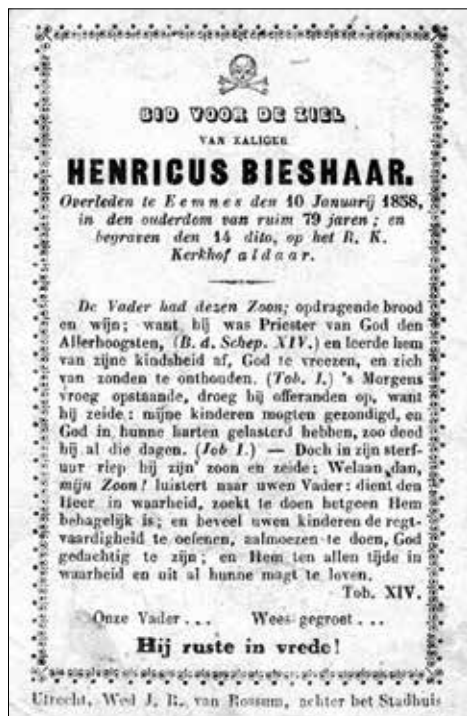 BID VOOR DE ZIEL
VAN ZALIGER
HENRICUS BIESHAAR.
Overleden te Eemnes den 10 Januarij 1858,
in den ouderdom van ruim 79 jaren; en
begraven den 14 dito, op het R. K.
Kerkhof aldaar.
De Vader had dezen Zoon; opdragende brood
en wijn; want hij was Priester van God den
Allerhoogsten, (B. d. Schep. XIV.) en leerde hem
van zijne kindsheid af, God te vreezen, en zich
van zonden te onthouden. (Tob. I.) 's Morgens
vroeg opstaande, droeg hij offeranden op, want
hij zeide: mijne kinderen mogten gezondigd, en
God in hunne harten gelasterd hebben, zoo deed
hij al die dagen. (Job I.) — Doch in zijn sterf-
uur riep hij zijn' zoon en zeide: Welaan dan,
mijn Zoon! luistert naar uwen Vader: dient den
Heer in waarheid, zoekt te doen hetgeen Hem
behagelijk is; en beveel uwen kinderen de regt-
vaardigheid te oefenen, aalmoezen te doen, God
gedachtig te zijn; en Hem ten allen tijde in
waarheid en uit al hunne magt te loven.
Tob. XIV.
Onze Vader . . . Wees gegroet . . .
Hij ruste in vrede!
Utrecht, Wed J. R. van Rossum, achter het Stadhuis